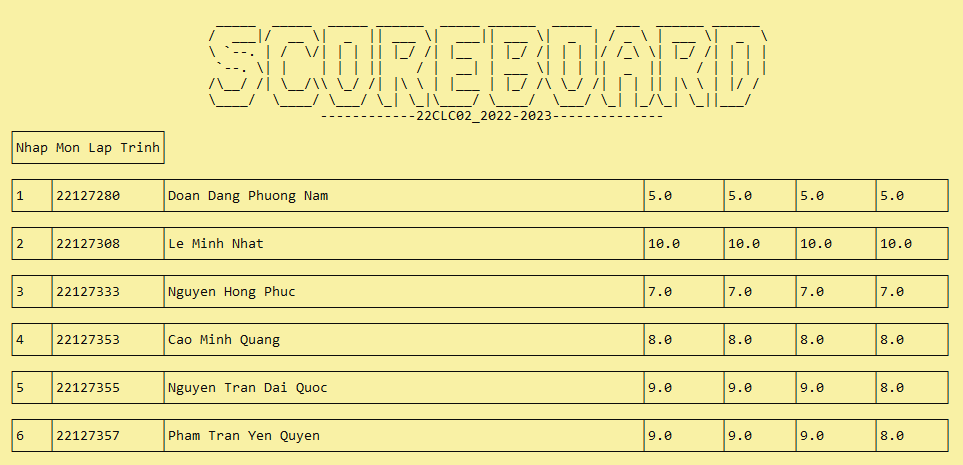 SCOREBOARD
------------22CLC02_2022-2023--------------
Nhap Mon Lap Trinh
1 22127280 Doan Dang Phuong Nam 5.0 5.0 5.0 5.0
2 22127308 Le Minh Nhat 10.0 10.0 10.0 10.0
3 22127333 Nguyen Hong Phuc 7.0 7.0 7.0 7.0
4 22127353 Cao Minh Quang 8.0 8.0 8.0 8.0
5 22127355 Nguyen Tran Dai Quoc 9.0 9.0 9.0 8.0
6 22127357 Pham Tran Yen Quyen 9.0 9.0 9.0 8.0